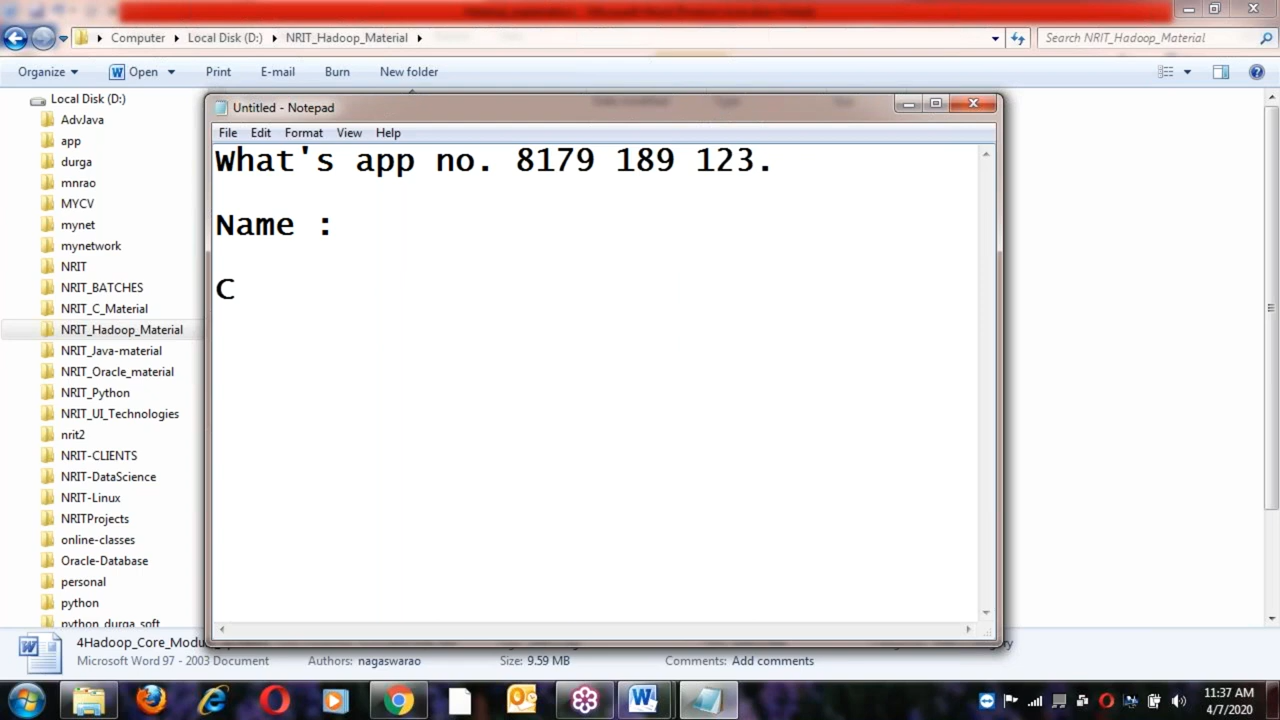 Computer
Local Disk (D:)
NRIT_Hadoop_Material
Search NRIT_Hadoop_Material
Organize
Open
Print
E-mail
Burn
New folder
Local Disk (D:)
AdvJava
app
durga
mnrao
MYCV
mynet
mynetwork
NRIT
NRIT_BATCHES
NRIT_C_Material
NRIT_Hadoop_Material
NRIT_Java-material
NRIT_Oracle_material
NRIT_Python
NRIT_UI_Technologies
nrit2
NRIT-CLIENTS
NRIT-DataScience
NRIT-Linux
NRITProjects
online-classes
Oracle-Database
personal
python
python_durga_soft
Untitled - Notepad
File Edit Format View Help
What's app no. 8179 189 123.
Name :
C
4Hadoop_Core_Modu
Microsoft Word 97 - 2003 Document
Authors: nagaswarao
Size: 9.59 MB
Comments: Add comments
11:37 AM
4/7/2020